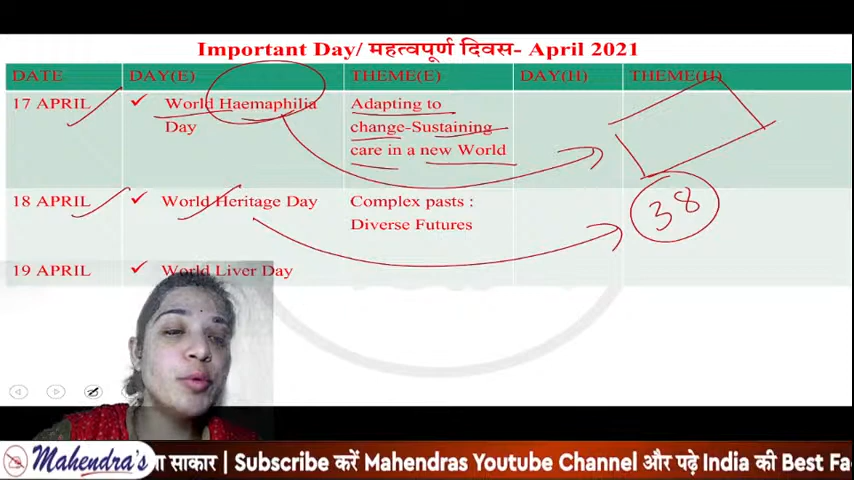 Important Day/ महत्वपूर्ण दिवस- April 2021
DATE DAY(E) THEME(E) DAY(H) THEME(H)
17 APRIL ✓ World Haemaphilia Day Adapting to change-Sustaining care in a new World
18 APRIL ✓ World Heritage Day Complex pasts : Diverse Futures
38
19 APRIL ✓ World Liver Day
Mahendra's
ा साकार | Subscribe करें Mahendras Youtube Channel और पढ़े India की Best Fa